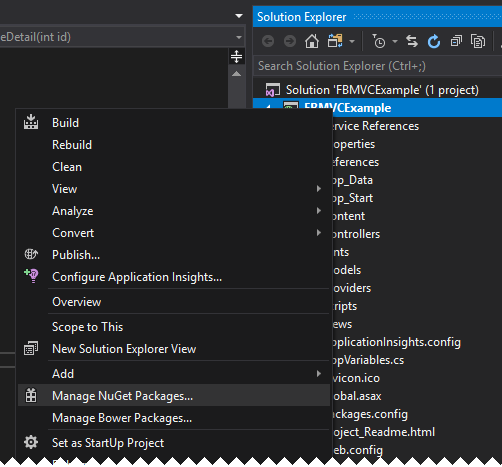 eDetail(int id)
Solution Explorer
Search Solution Explorer (Ctrl+;)
Solution 'FBMVCExample' (1 project)
FBMVCExample
ervice References
operties
eferences
pp_Data
pp_Start
ontent
ontrollers
nts
odels
oviders
ripts
ews
pplicationInsights.config
ppVariables.cs
vicon.ico
lobal.asax
ackages.config
oject_Readme.html
eb.config
Build
Rebuild
Clean
View
Analyze
Convert
Publish...
Configure Application Insights...
Overview
Scope to This
New Solution Explorer View
Add
Manage NuGet Packages...
Manage Bower Packages...
Set as StartUp Project